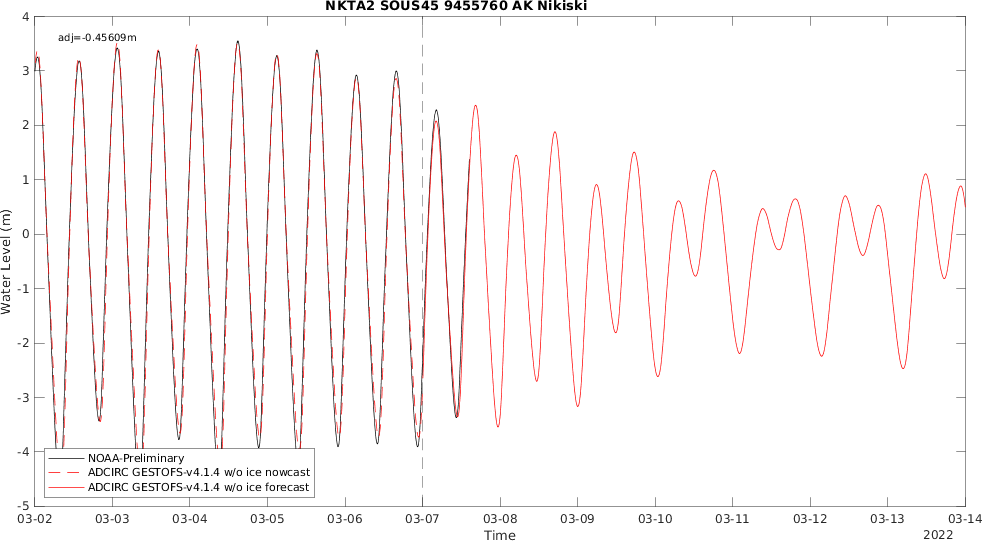 NKTA2 SOUS45 9455760 AK Nikiski
adj=-0.45609m
Water Level (m)
4
3
2
1
0
-1
-2
-3
-4
-5
NOAA-Preliminary
ADCIRC GESTOFS-v4.1.4 w/o ice nowcast
ADCIRC GESTOFS-v4.1.4 w/o ice forecast
03-02 03-03 03-04 03-05 03-06 03-07 03-08 03-09 03-10 03-11 03-12 03-13 03-14
Time
2022